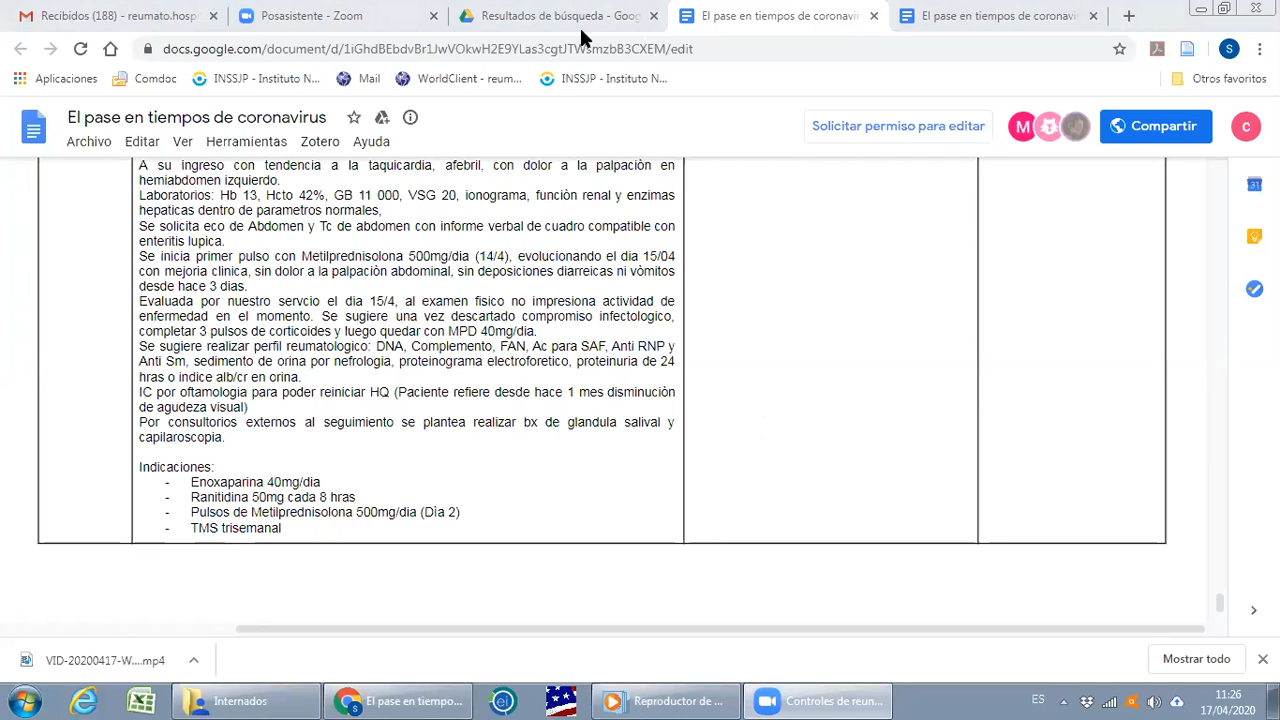 Recibidos (188) - reumato.hosp
Posasistente - Zoom
Resultados de búsqueda - Goog
El pase en tiempos de coronavir
El pase en tiempos de coronavir
docs.google.com/document/d/1iGhdBEbdvBr1JwVOkwH2E9YLas3cgtJTWsmzbB3CXEM/edit
S
Aplicaciones
Comdoc
INSSJP - Instituto N...
Mail
WorldClient - reum...
INSSJP - Instituto N...
Otros favoritos
El pase en tiempos de coronavirus
Archivo Editar Ver Herramientas Zotero Ayuda
Solicitar permiso para editar
M
Compartir
C
A su ingreso con tendencia a la taquicardia, afebril, con dolor a la palpaciòn en
hemiabdomen izquierdo.
Laboratorios: Hb 13, Hcto 42%, GB 11 000, VSG 20, ionograma, funciòn renal y enzimas
hepaticas dentro de parametros normales,
Se solicita eco de Abdomen y Tc de abdomen con informe verbal de cuadro compatible con
enteritis lupica.
Se inicia primer pulso con Metilprednisolona 500mg/dia (14/4), evolucionando el dia 15/04
con mejoria clinica, sin dolor a la palpaciòn abdominal, sin deposiciones diarreicas ni vòmitos
desde hace 3 dias.
Evaluada por nuestro servcio el dia 15/4, al examen fisico no impresiona actividad de
enfermedad en el momento. Se sugiere una vez descartado compromiso infectologico,
completar 3 pulsos de corticoides y luego quedar con MPD 40mg/dia.
Se sugiere realizar perfil reumatologico: DNA, Complemento, FAN, Ac para SAF, Anti RNP y
Anti Sm, sedimento de orina por nefrologia, proteinograma electroforetico, proteinuria de 24
hras o indice alb/cr en orina.
IC por oftamologia para poder reiniciar HQ (Paciente refiere desde hace 1 mes disminuciòn
de agudeza visual)
Por consultorios externos al seguimiento se plantea realizar bx de glandula salival y
capilaroscopia.
Indicaciones:
- Enoxaparina 40mg/dia
- Ranitidina 50mg cada 8 hras
- Pulsos de Metilprednisolona 500mg/dia (Dìa 2)
- TMS trisemanal
31
VID-20200417-W....mp4
Mostrar todo
Internados
El pase en tiempo...
Reproductor de ...
Controles de reun...
ES
11:26
17/04/2020